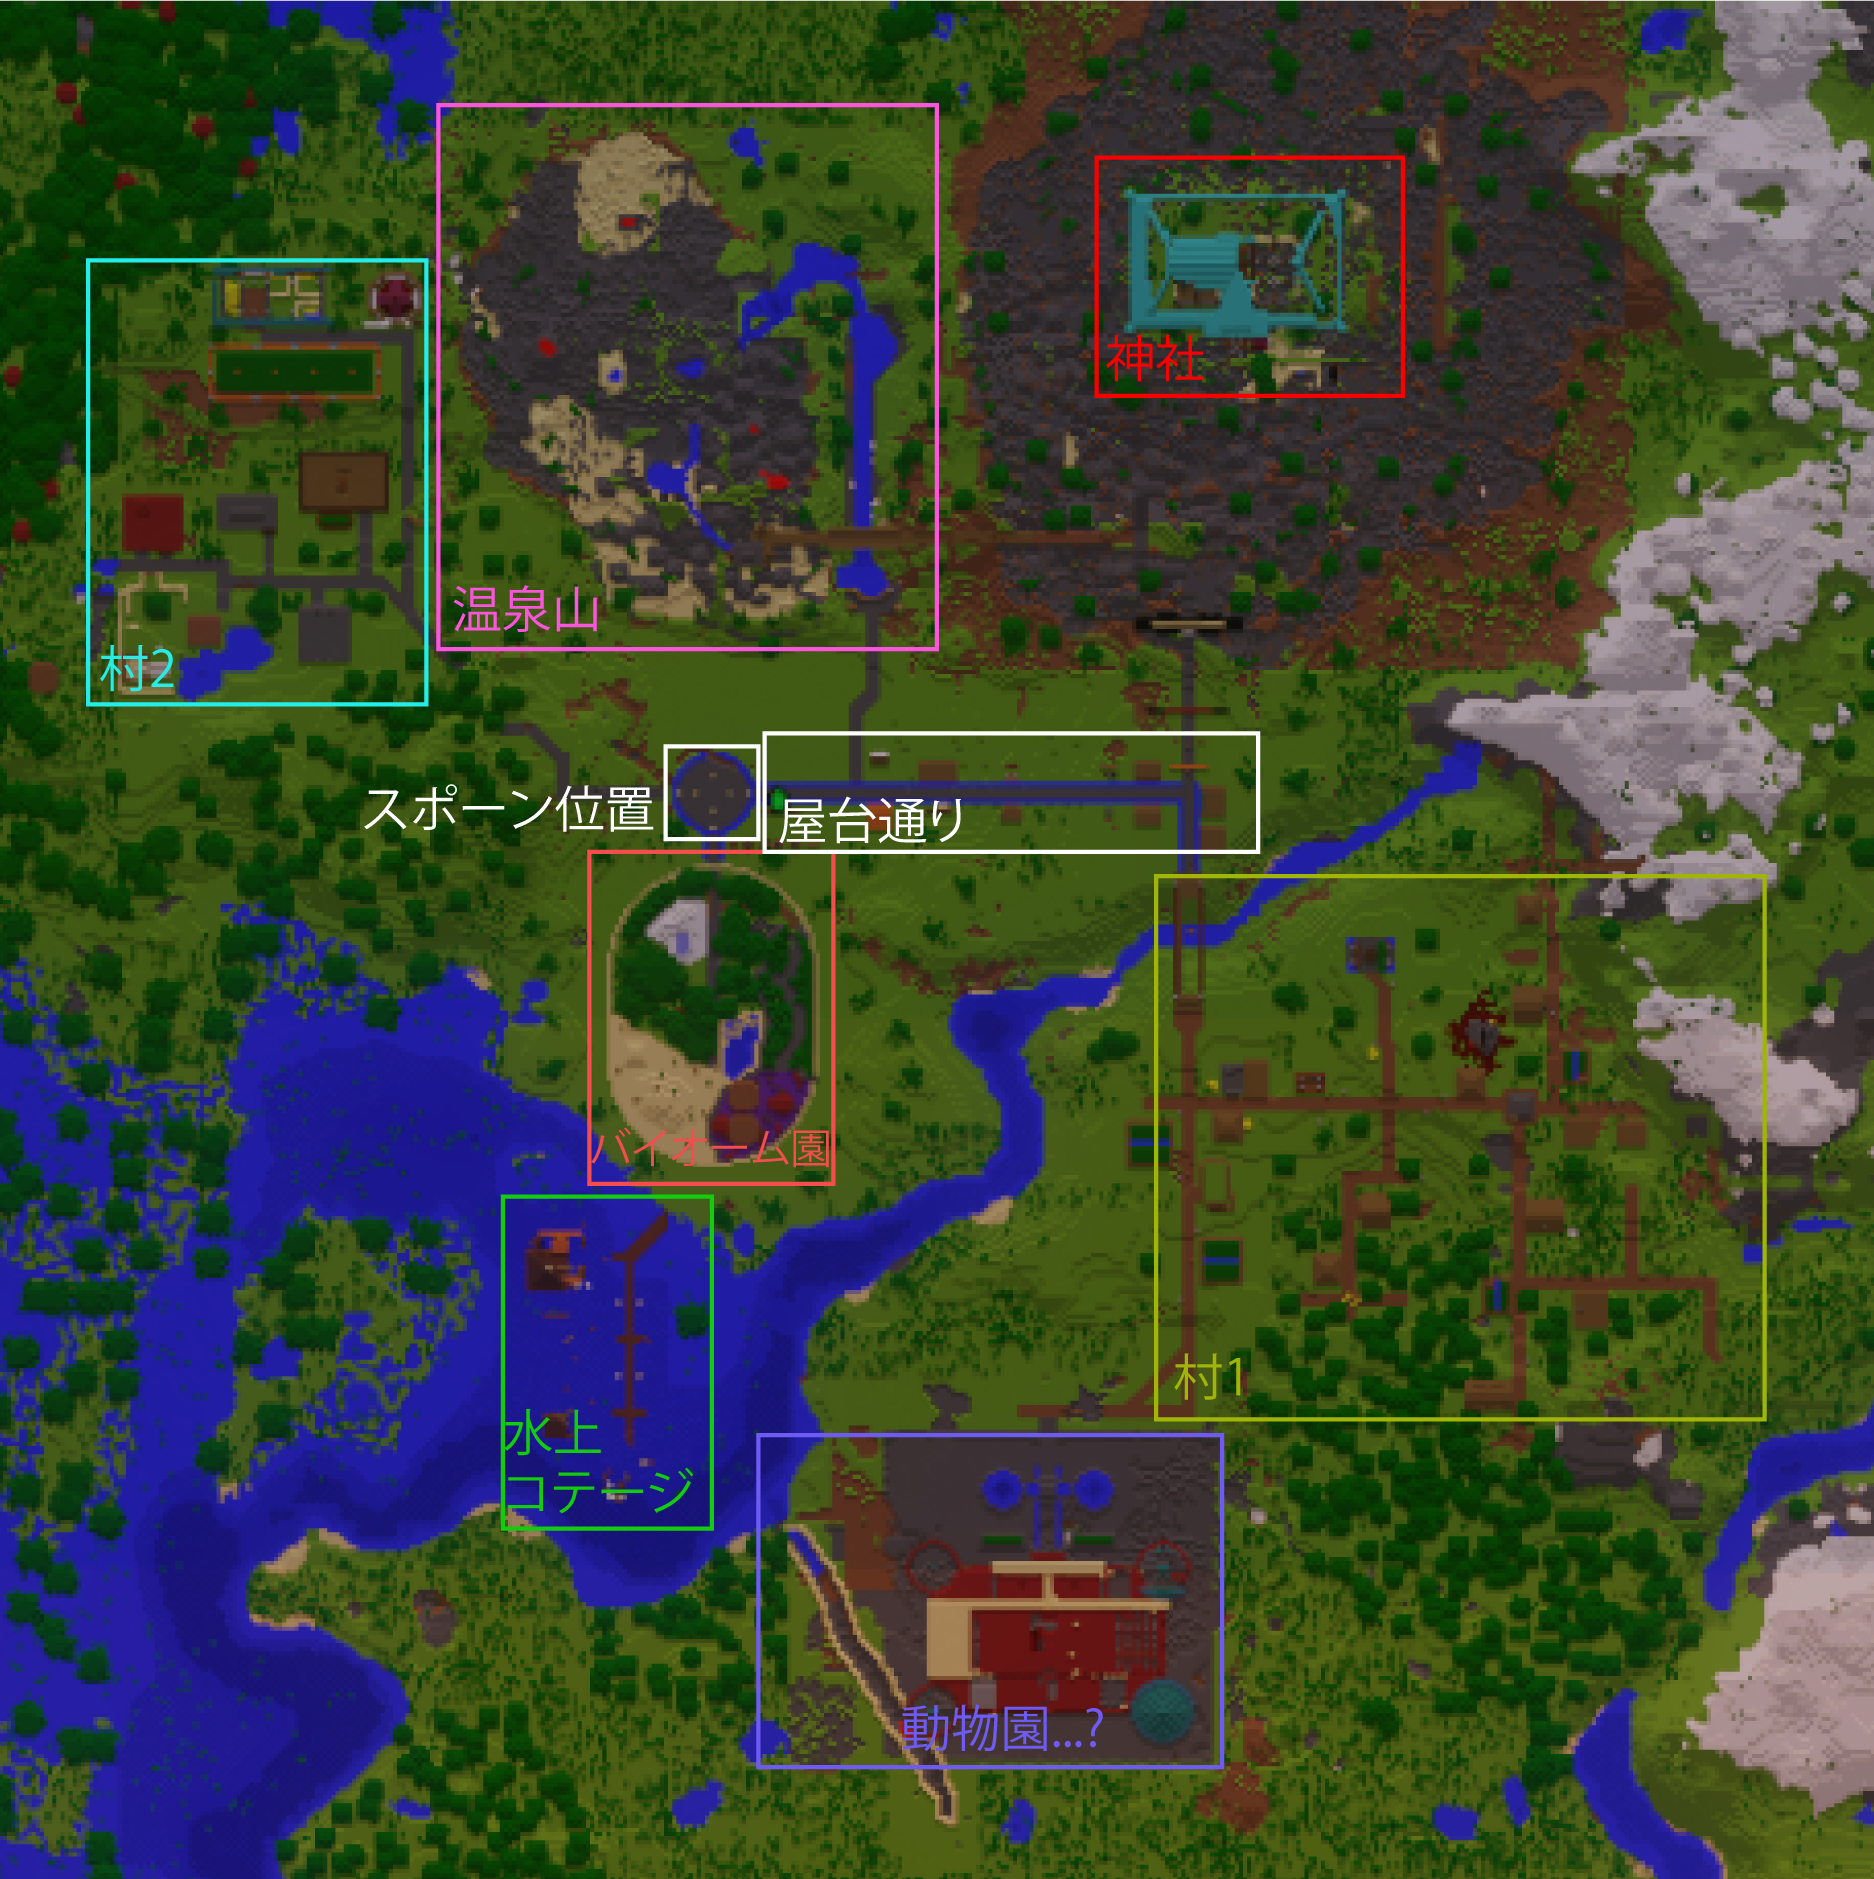 神社
温泉山
村2
スポーン位置
屋台通り
バイオーム園
村1
水上
コテージ
動物園...?